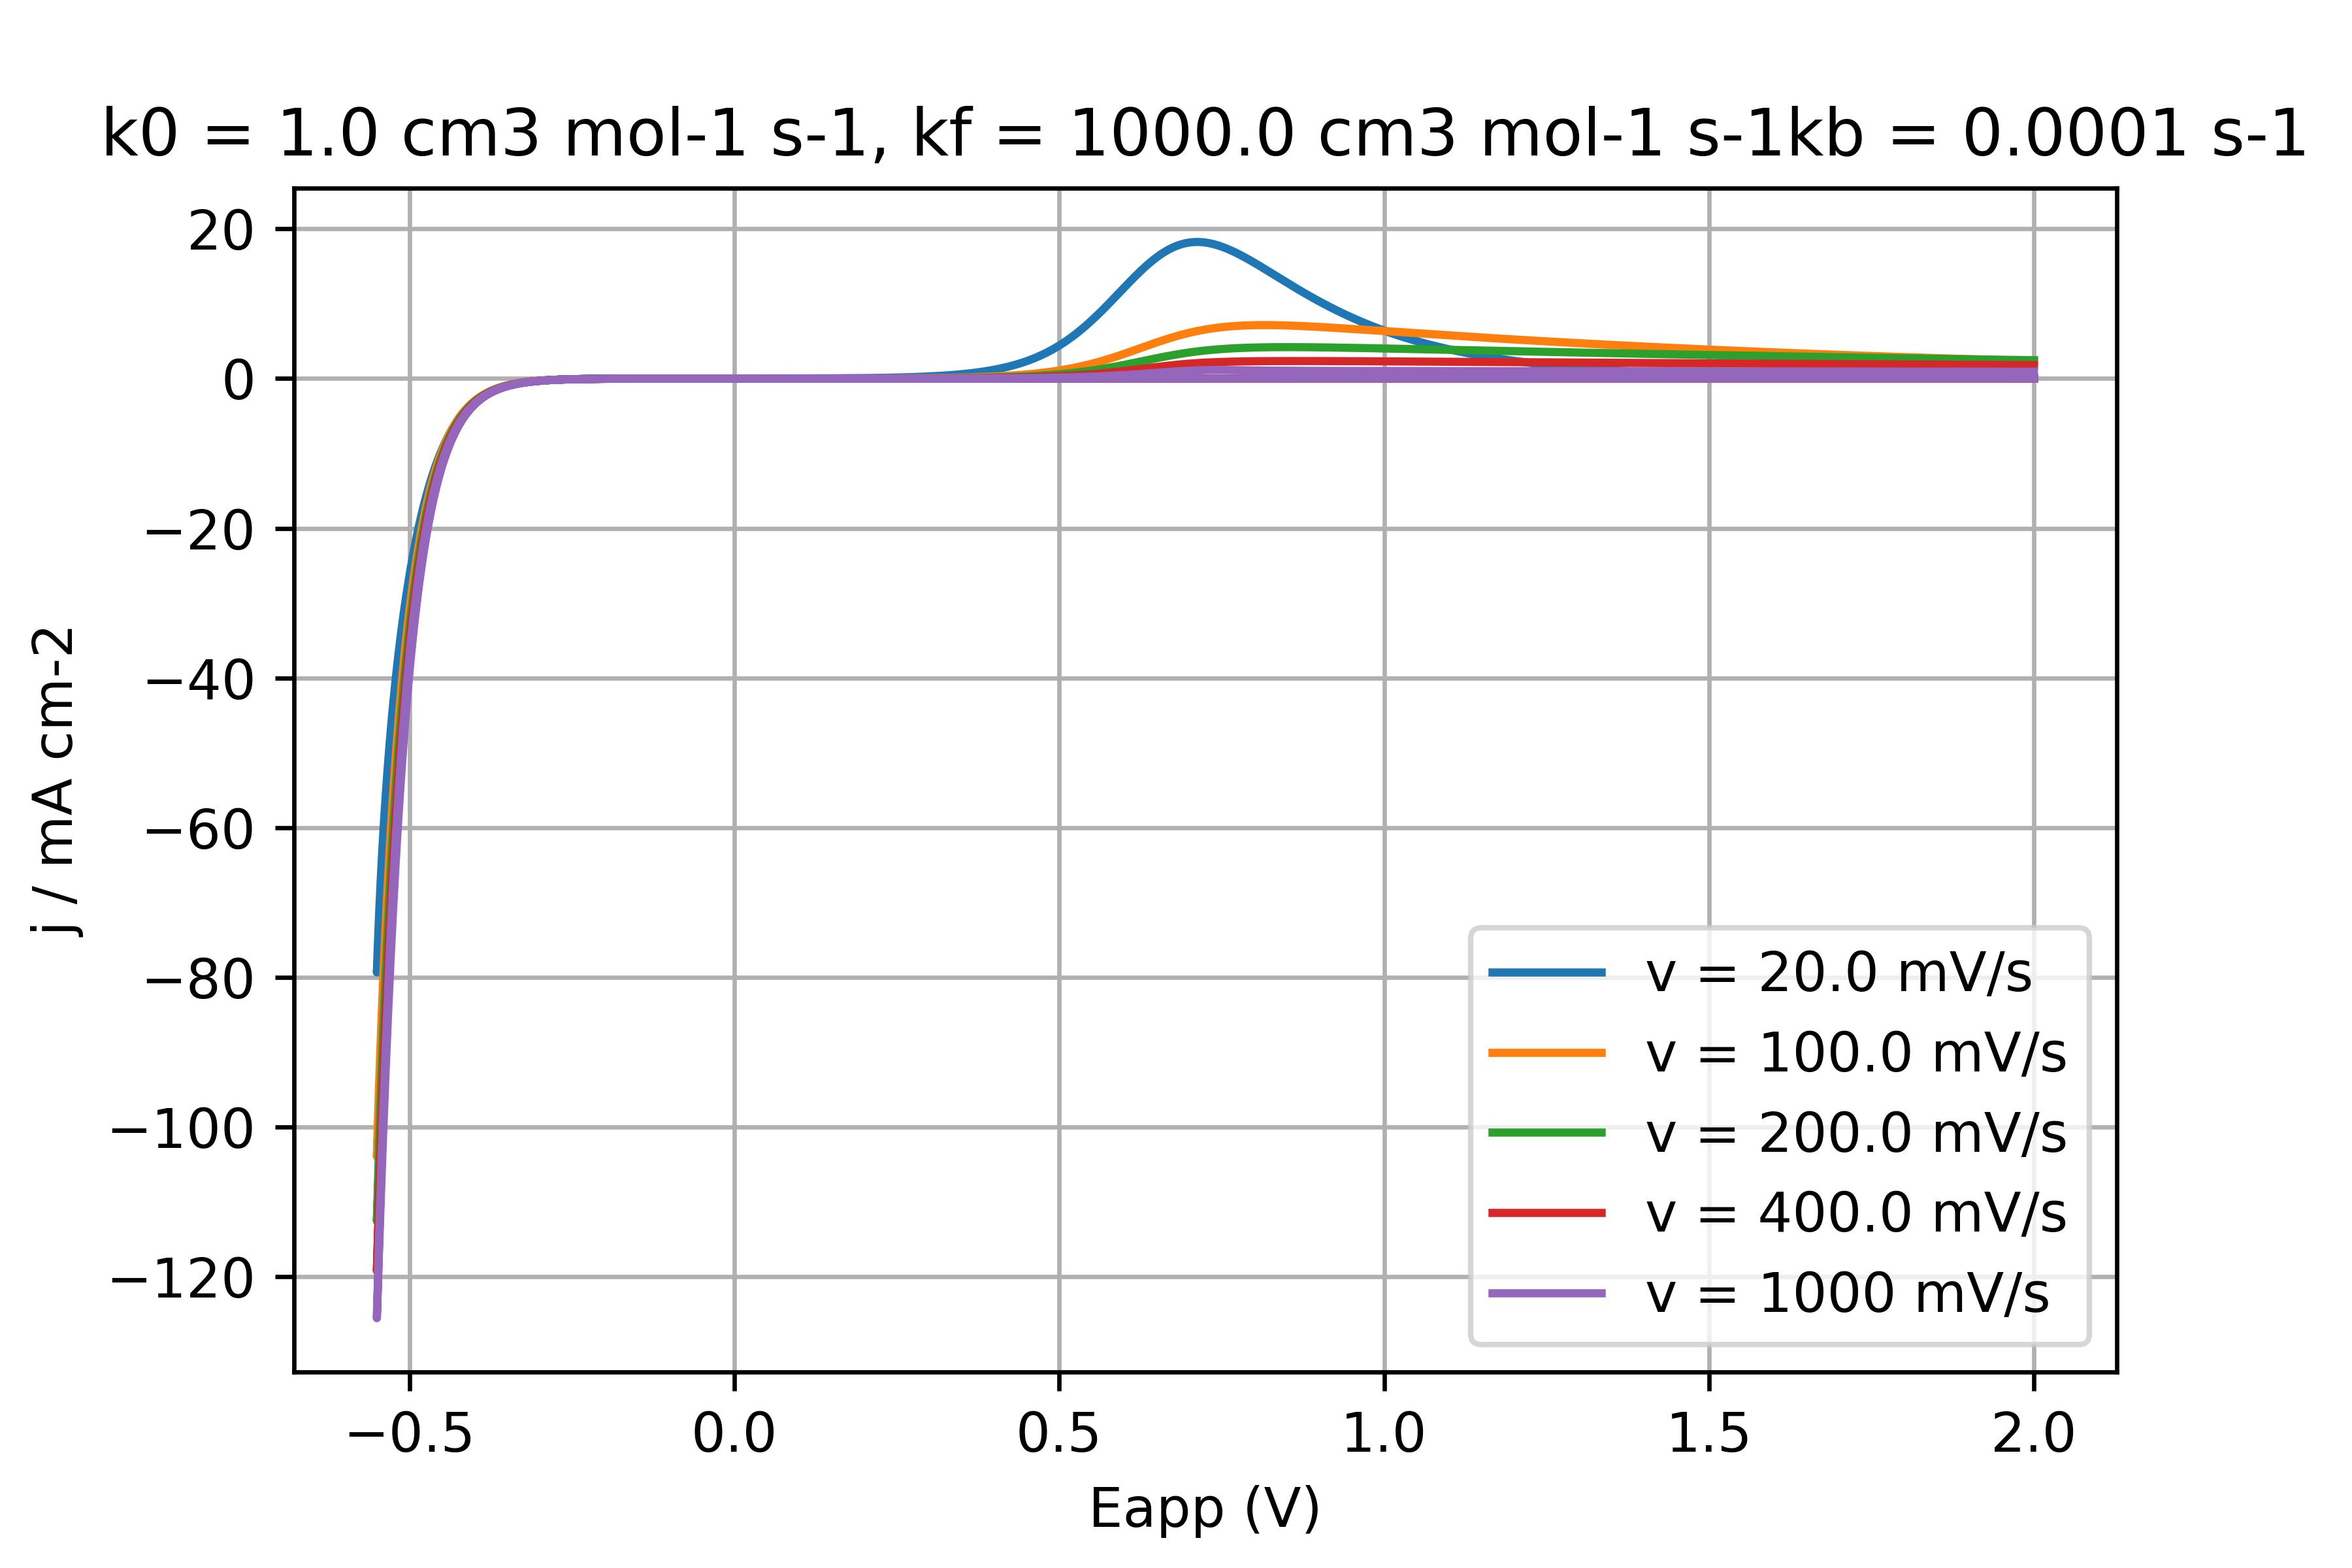 k0 = 1.0 cm3 mol-1 s-1, kf = 1000.0 cm3 mol-1 s-1kb = 0.0001 s-1
20
0
−20
−40
−60
−80
−100
−120
j / mA cm-2
v = 20.0 mV/s
v = 100.0 mV/s
v = 200.0 mV/s
v = 400.0 mV/s
v = 1000 mV/s
−0.5 0.0 0.5 1.0 1.5 2.0
Eapp (V)